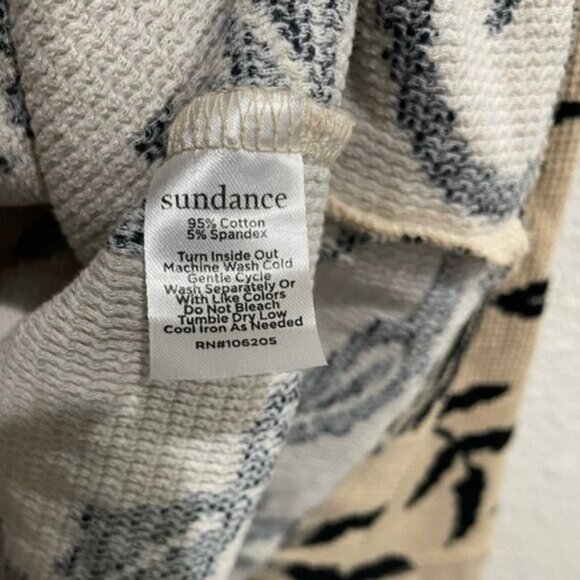 sundance
95% Cotton
5% Spandex
Turn Inside Out
Machine Wash Cold
Gentle Cycle
Wash Separately Or
With Like Colors
Do Not Bleach
Tumble Dry Low
Cool Iron As Needed
RN#106205